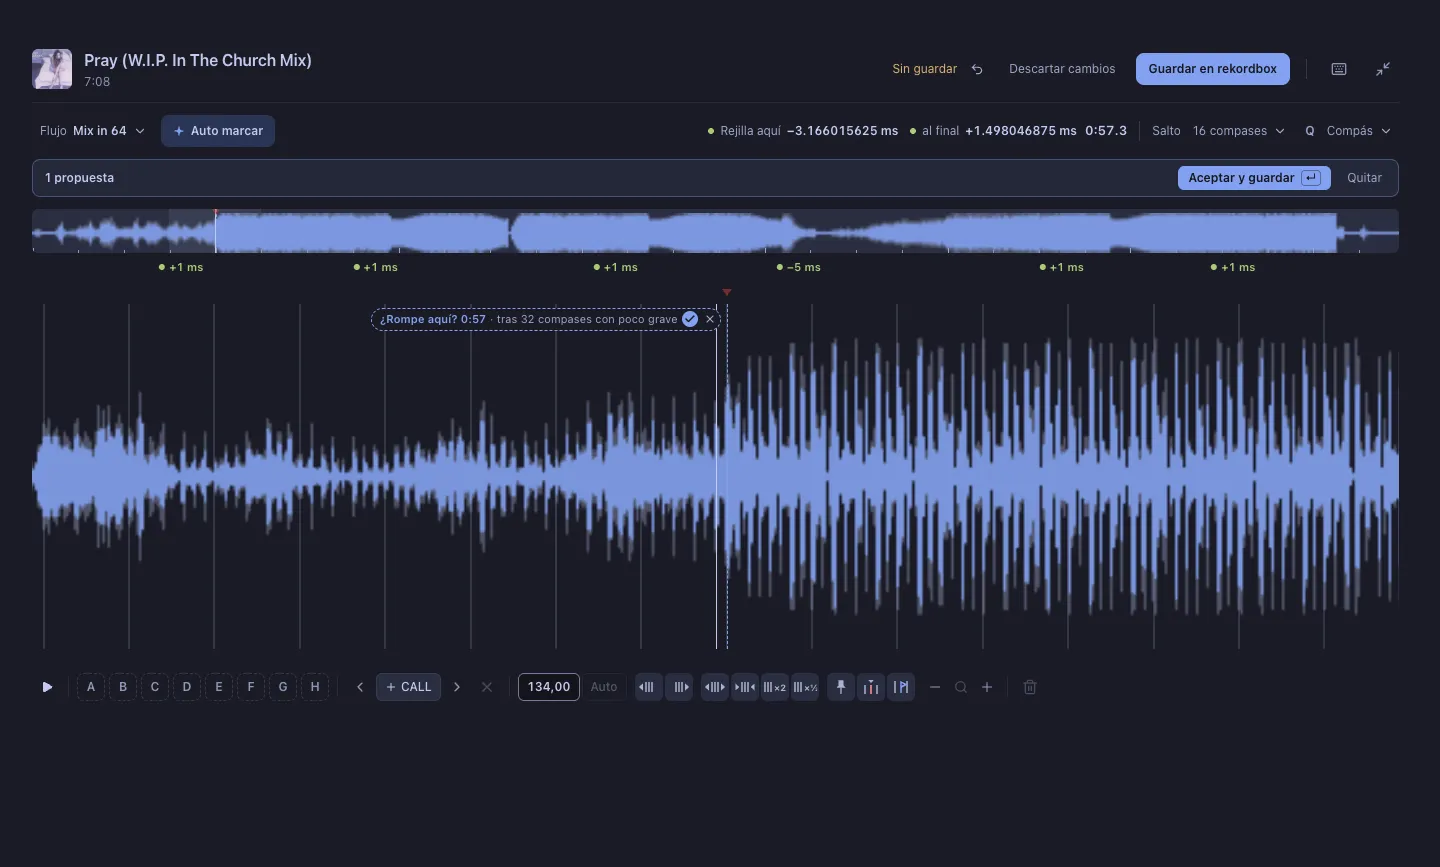 Pray (W.I.P. In The Church Mix)
7:08
Sin guardar
Descartar cambios
Guardar en rekordbox
Flujo Mix in 64
Auto marcar
Rejilla aquí −3.166015625 ms
al final +1.498046875 ms
0:57.3
Salto 16 compases
Q Compás
1 propuesta
Aceptar y guardar
Quitar
+1 ms
+1 ms
+1 ms
−5 ms
+1 ms
+1 ms
¿Rompe aquí? 0:57 · tras 32 compases con poco grave
A B C D E F G H
+ CALL
134,00
Auto
×2
×½